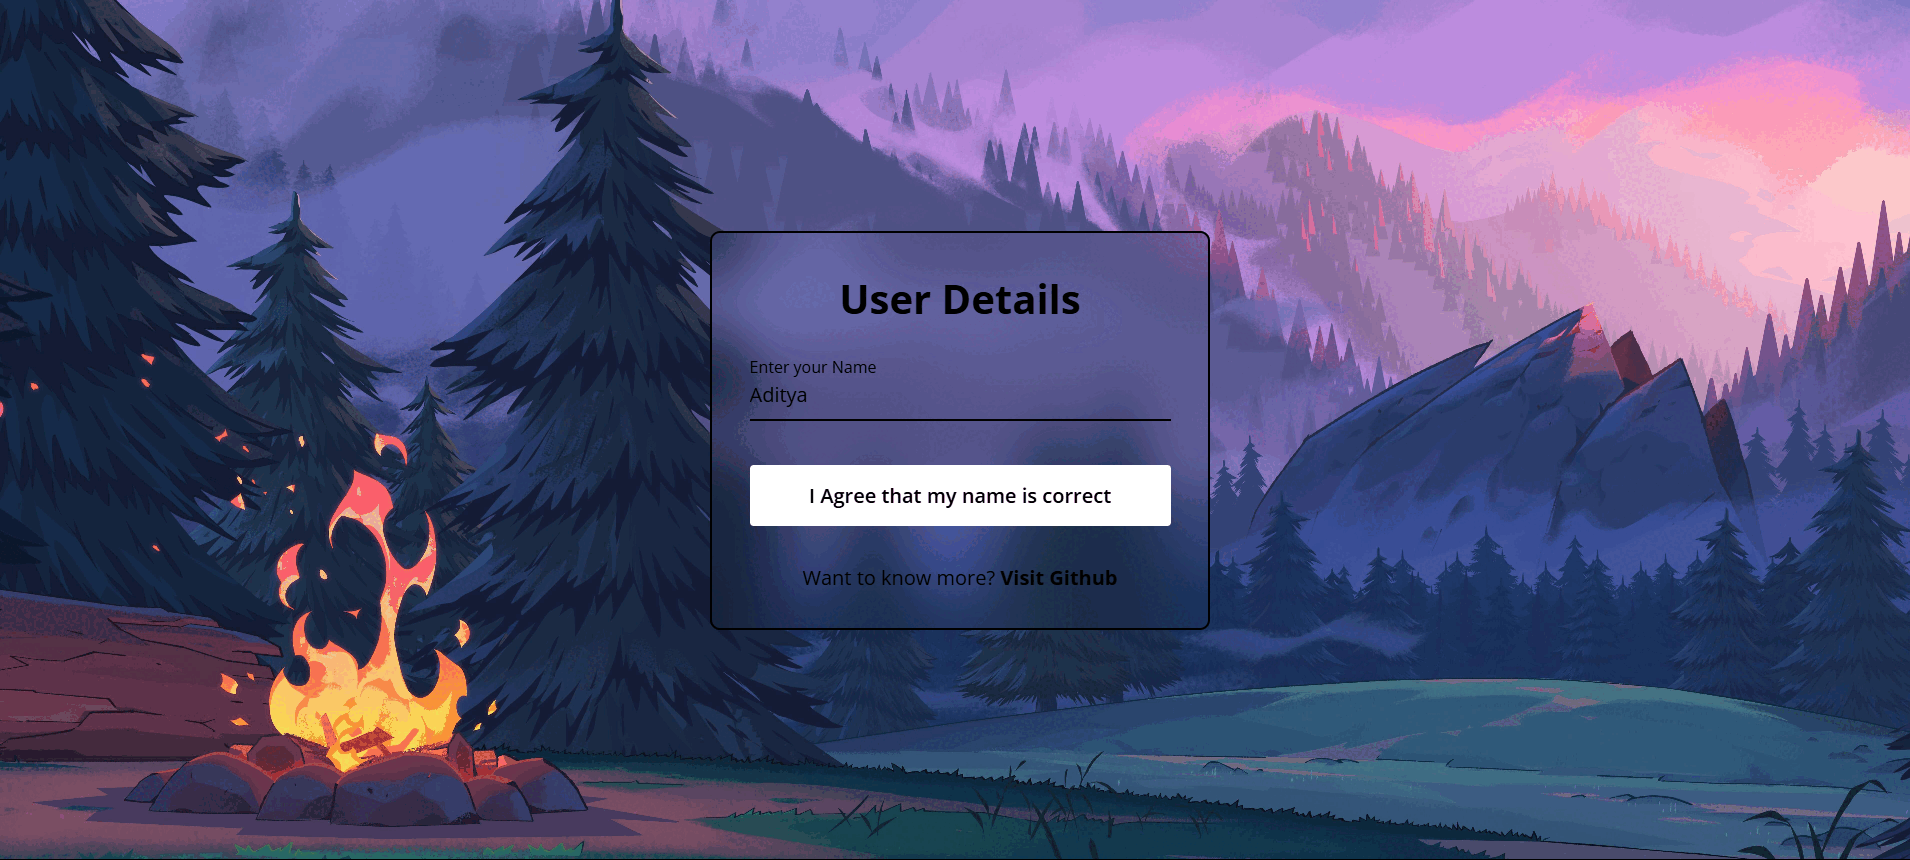 User Details
Enter your Name
Aditya
I Agree that my name is correct
Want to know more? Visit Github